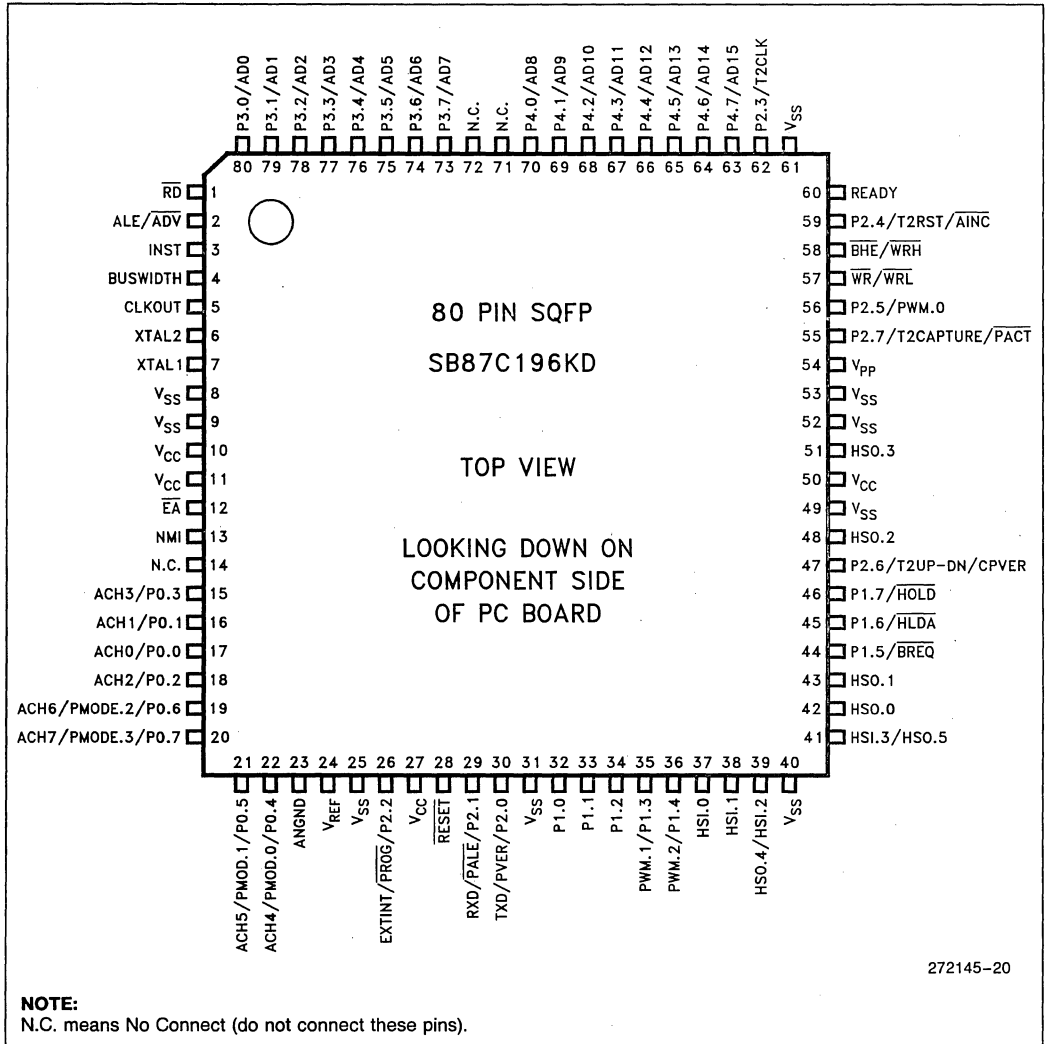 P3.0/AD0
P3.1/AD1
P3.2/AD2
P3.3/AD3
P3.4/AD4
P3.5/AD5
P3.6/AD6
P3.7/AD7
N.C.
N.C.
P4.0/AD8
P4.1/AD9
P4.2/AD10
P4.3/AD11
P4.4/AD12
P4.5/AD13
P4.6/AD14
P4.7/AD15
P2.3/T2CLK
VSS
80 79 78 77 76 75 74 73 72 71 70 69 68 67 66 65 64 63 62 61
RD 1
ALE/ADV 2
INST 3
BUSWIDTH 4
CLKOUT 5
XTAL2 6
XTAL1 7
VSS 8
VSS 9
VCC 10
VCC 11
EA 12
NMI 13
N.C. 14
ACH3/P0.3 15
ACH1/P0.1 16
ACH0/P0.0 17
ACH2/P0.2 18
ACH6/PMODE.2/P0.6 19
ACH7/PMODE.3/P0.7 20
80 PIN SQFP
SB87C196KD
TOP VIEW
LOOKING DOWN ON
COMPONENT SIDE
OF PC BOARD
60 READY
59 P2.4/T2RST/AINC
58 BHE/WRH
57 WR/WRL
56 P2.5/PWM.0
55 P2.7/T2CAPTURE/PACT
54 VPP
53 VSS
52 VSS
51 HSO.3
50 VCC
49 VSS
48 HSO.2
47 P2.6/T2UP-DN/CPVER
46 P1.7/HOLD
45 P1.6/HLDA
44 P1.5/BREQ
43 HSO.1
42 HSO.0
41 HSI.3/HSO.5
21 22 23 24 25 26 27 28 29 30 31 32 33 34 35 36 37 38 39 40
ACH5/PMOD.1/P0.5
ACH4/PMOD.0/P0.4
ANGND
VREF
VSS
EXTINT/PROG/P2.2
VCC
RESET
RXD/PALE/P2.1
TXD/PVER/P2.0
VSS
P1.0
P1.1
P1.2
PWM.1/P1.3
PWM.2/P1.4
HSI.0
HSI.1
HSO.4/HSI.2
VSS
272145-20
NOTE:
N.C. means No Connect (do not connect these pins).